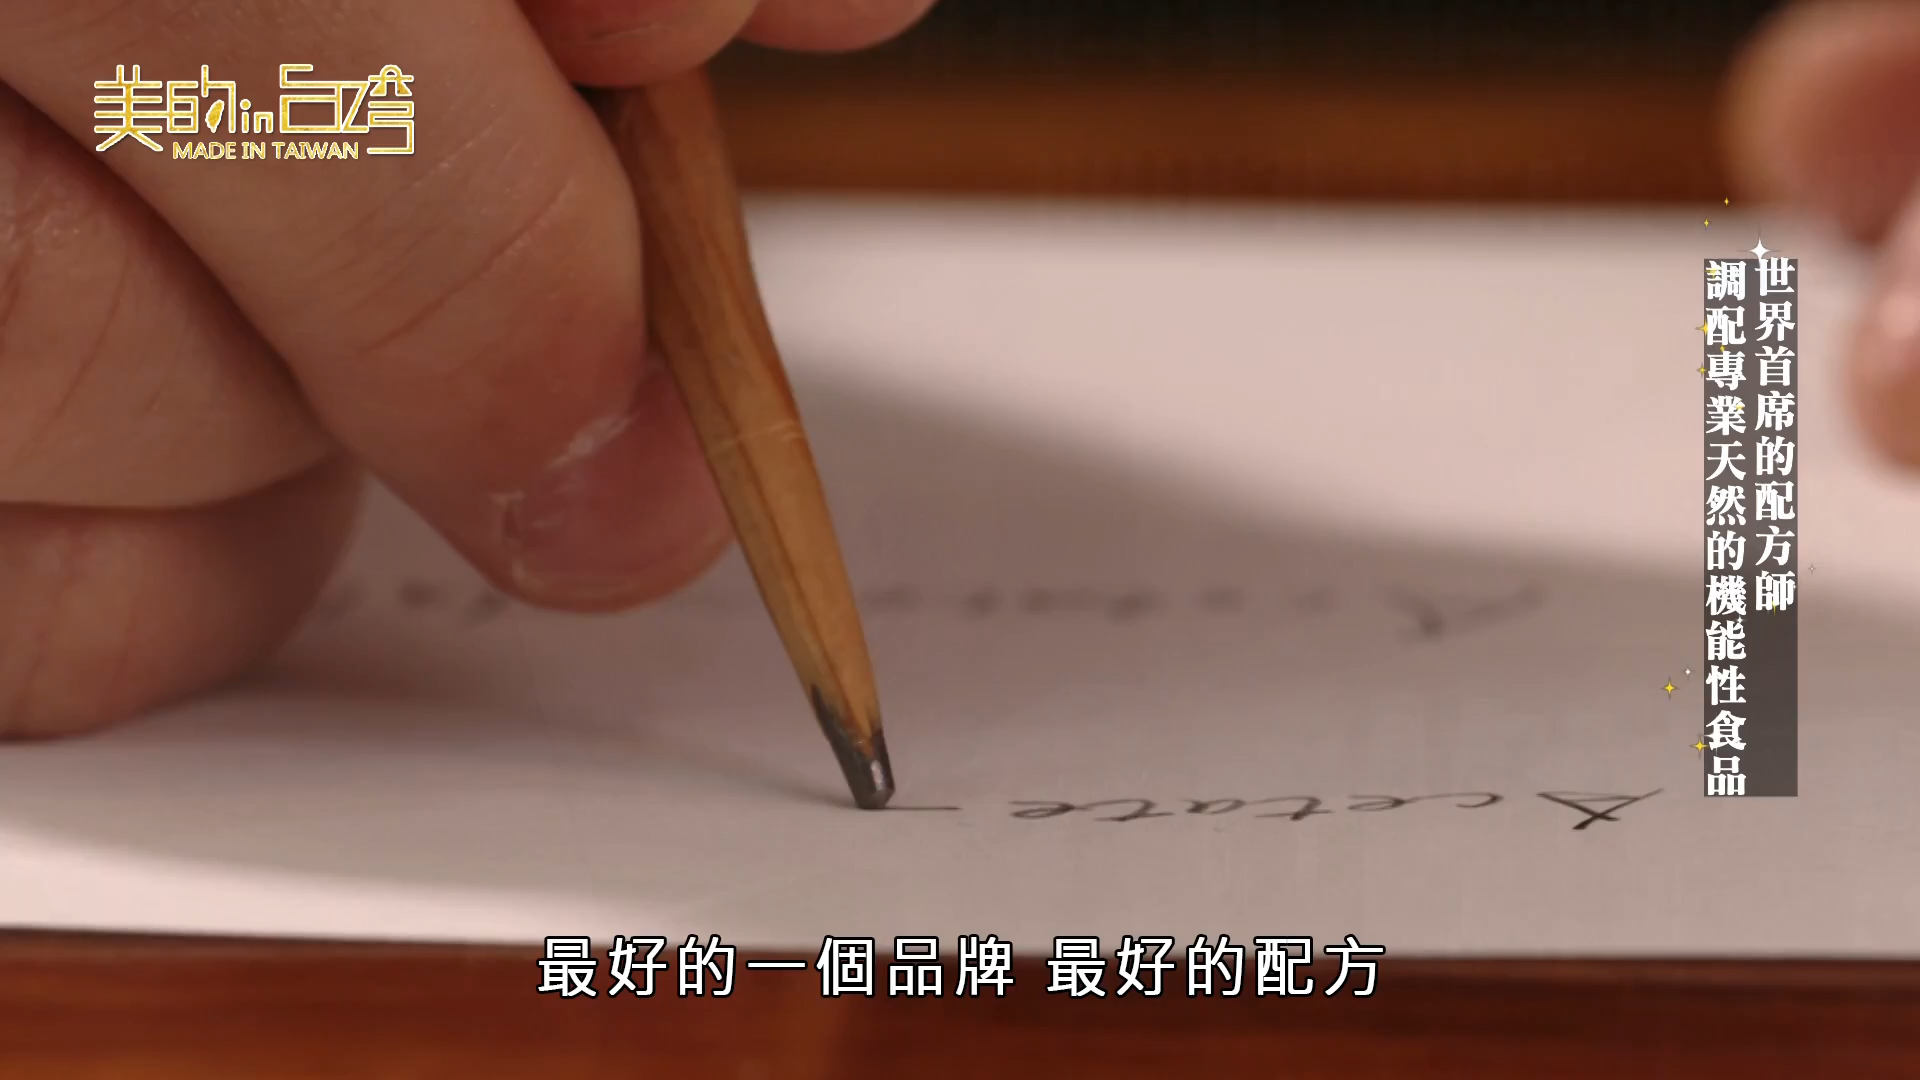 美的in台灣
MADE IN TAIWAN
世界首席的配方師
調配專業天然的機能性食品
Acetate -
最好的一個品牌 最好的配方